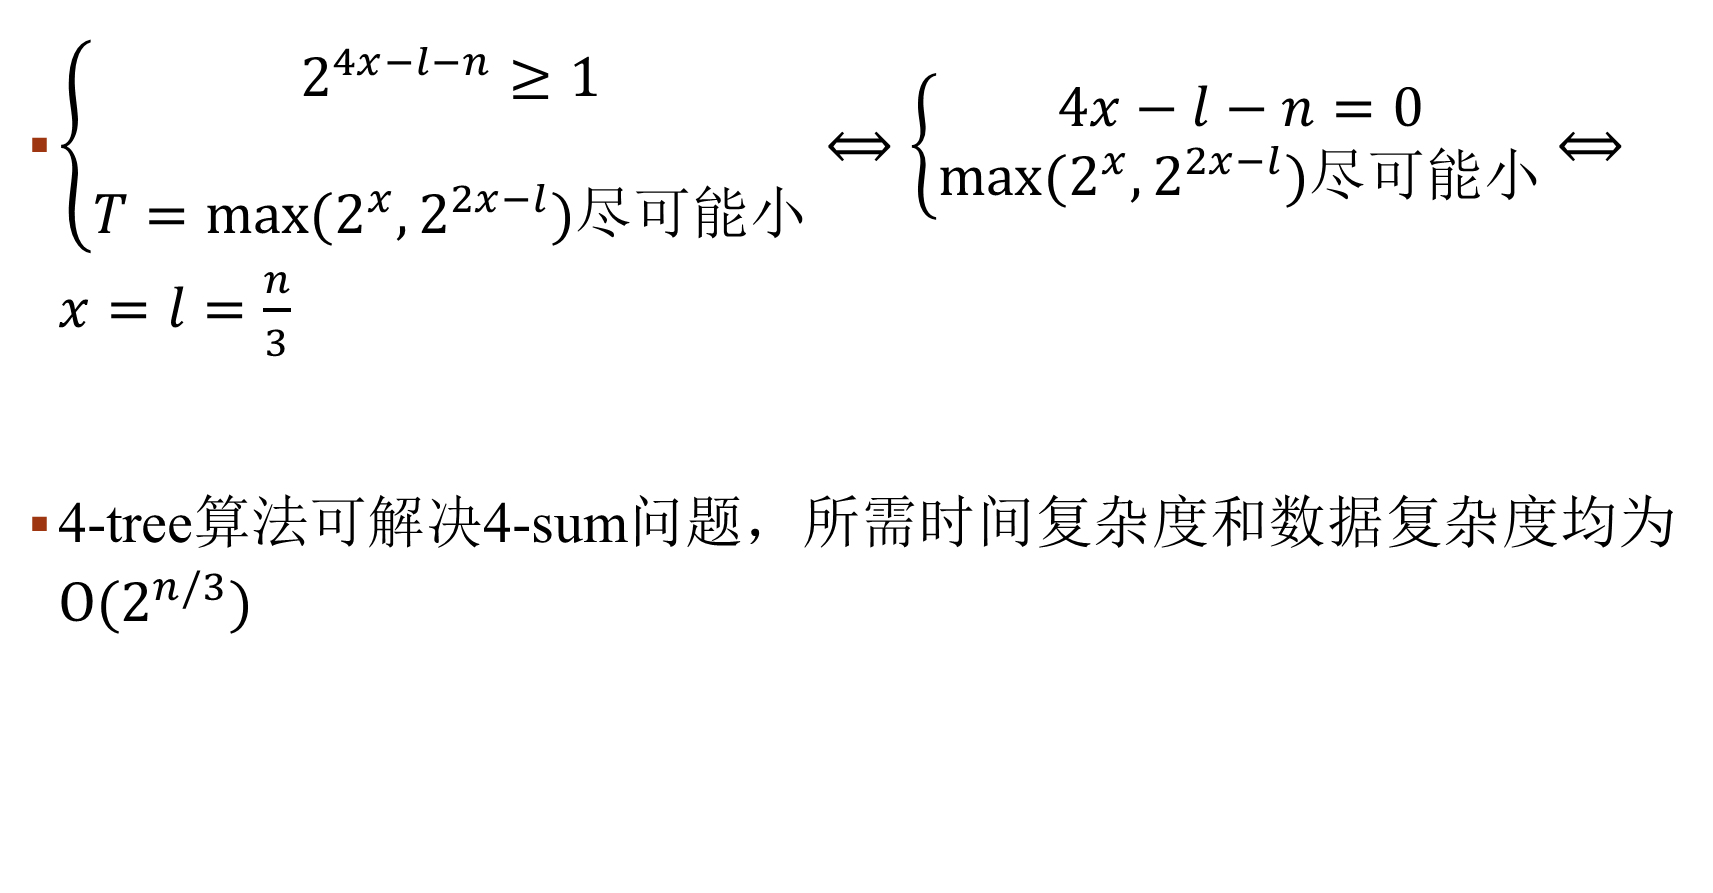 ▪ { 2^{4x−l−n} ≥ 1 ; T = max(2^x, 2^{2x−l})尽可能小 ⇔ { 4x − l − n = 0 ; max(2^x, 2^{2x−l})尽可能小 ⇔
x = l = n/3
▪ 4-tree算法可解决4-sum问题，所需时间复杂度和数据复杂度均为
O(2^{n/3})